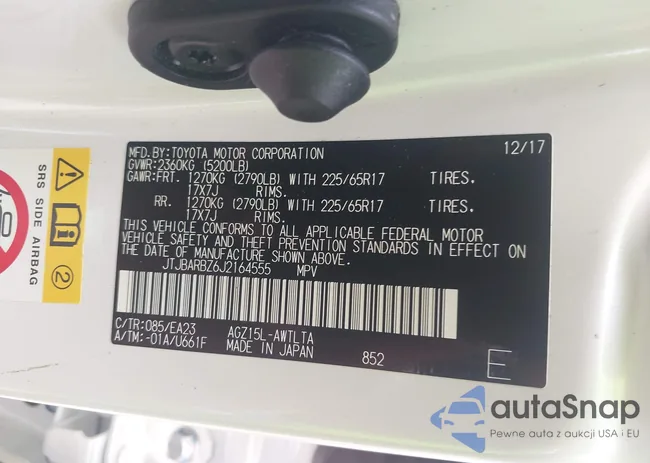 SRS SIDE AIRBAG
2
MFD.BY:TOYOTA MOTOR CORPORATION 12/17
GVWR:2360KG (5200LB)
GAWR:FRT. 1270KG (2790LB) WITH 225/65R17 TIRES.
17X7J RIMS.
RR. 1270KG (2790LB) WITH 225/65R17 TIRES.
17X7J RIMS.
THIS VEHICLE CONFORMS TO ALL APPLICABLE FEDERAL MOTOR
VEHICLE SAFETY AND THEFT PREVENTION STANDARDS IN EFFECT ON
THE DATE OF MANUFACTURE SHOWN ABOVE.
JTJBARBZ6J2164555 MPV
C/TR:085/EA23 AGZ15L-AWTLTA
A/TM:-01A/U661F MADE IN JAPAN 852 E
autaSnap
Pewne auta z aukcji USA i EU